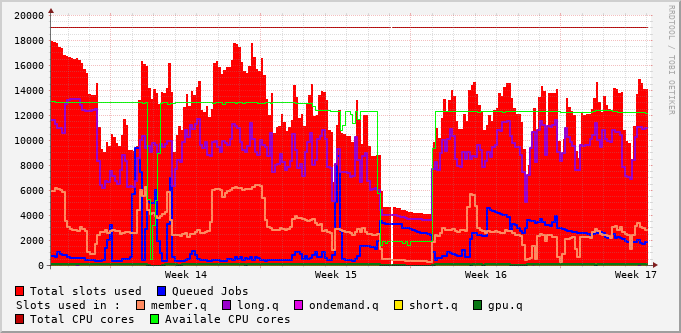 RRDTOOL / TOBI OETIKER
20000
18000
16000
14000
12000
10000
8000
6000
4000
2000
0
Week 14 Week 15 Week 16 Week 17
Total slots used Queued Jobs
Slots used in : member.q long.q ondemand.q short.q gpu.q
Total CPU cores Availale CPU cores